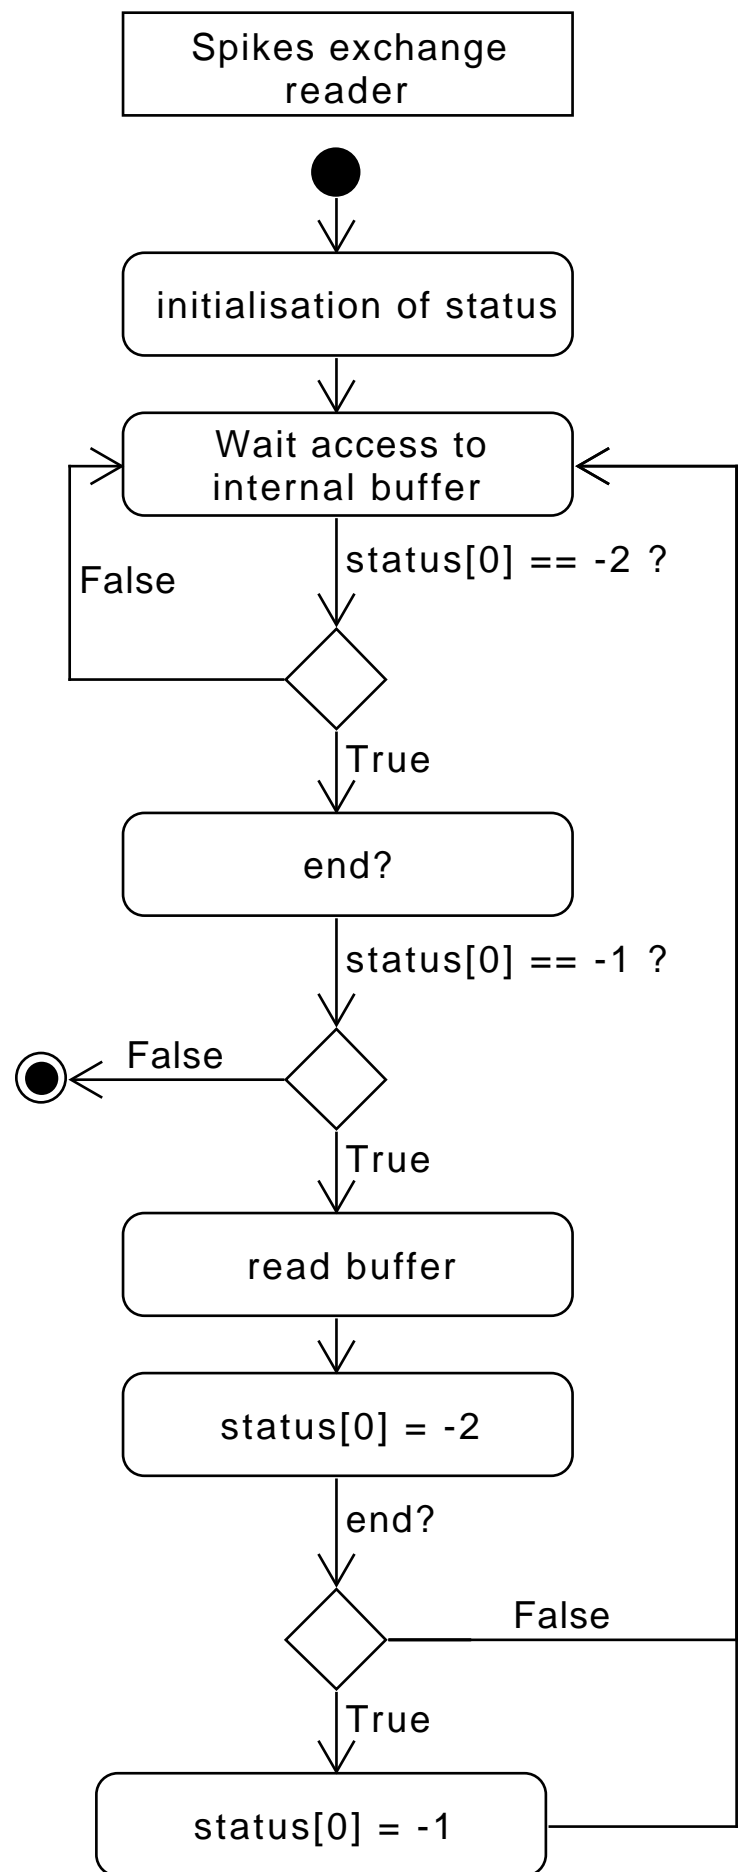 Spikes exchange
reader
initialisation of status
Wait access to
internal buffer
status[0] == -2 ?
False
True
end?
status[0] == -1 ?
False
True
read buffer
status[0] = -2
end?
False
True
status[0] = -1